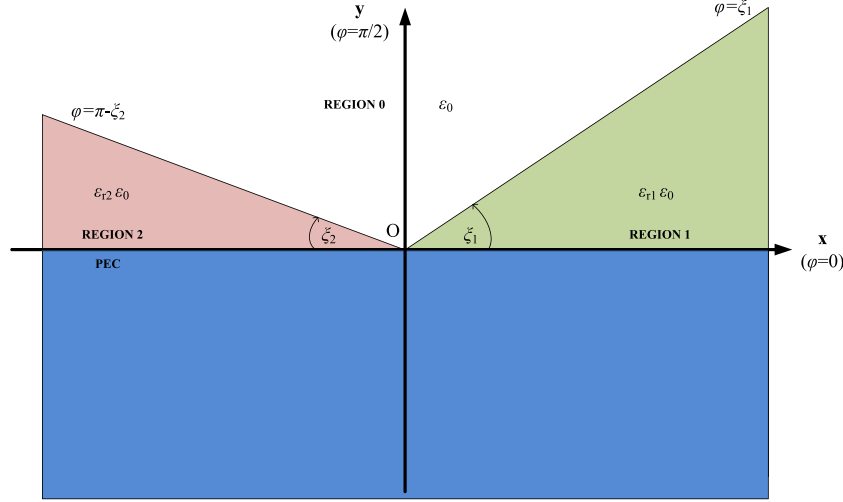 y
(φ=π/2)
φ=ξ1
REGION 0
ε0
φ=π-ξ2
εr2 ε0
εr1 ε0
REGION 2
ξ2
O
ξ1
REGION 1
x
PEC
(φ=0)